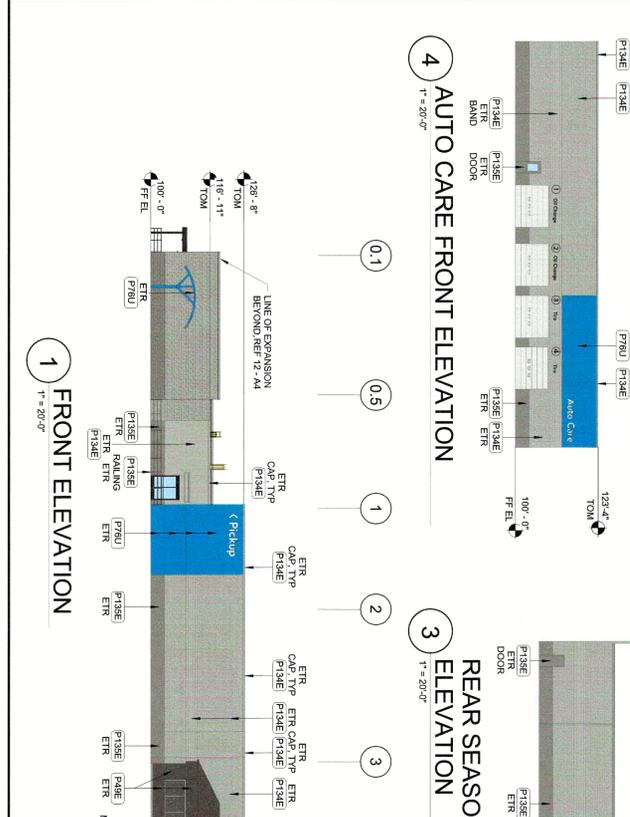 4
AUTO CARE FRONT ELEVATION
1" = 20'-0"
P134E
P134E
P134E
ETR
BAND
P135E
ETR
DOOR
1 Oil Change
2 Oil Change
3 Tire
4 Tire
P76U
P134E
Auto Care
P135E
ETR
P134E
ETR
123'-4"
TOM
100' - 0"
FF EL
3
REAR SEASO
ELEVATION
1" = 20'-0"
P135E
ETR
DOOR
P135E
ETR
0.1
0.5
1
2
3
126' - 8"
TOM
116' - 11"
TOM
100' - 0"
FF EL
LINE OF EXPANSION
BEYOND, REF 12 - A4
ETR
P76U
P135E
ETR
ETR
P134E
P135E
RAILING
ETR
ETR
CAP, TYP
P134E
< Pickup
P76U
ETR
ETR
CAP, TYP
P134E
P135E
ETR
ETR
CAP, TYP
P134E
ETR
P134E
ETR
CAP, TYP
P134E
ETR
P134E
P135E
ETR
P49E
ETR
1
FRONT ELEVATION
1" = 20'-0"